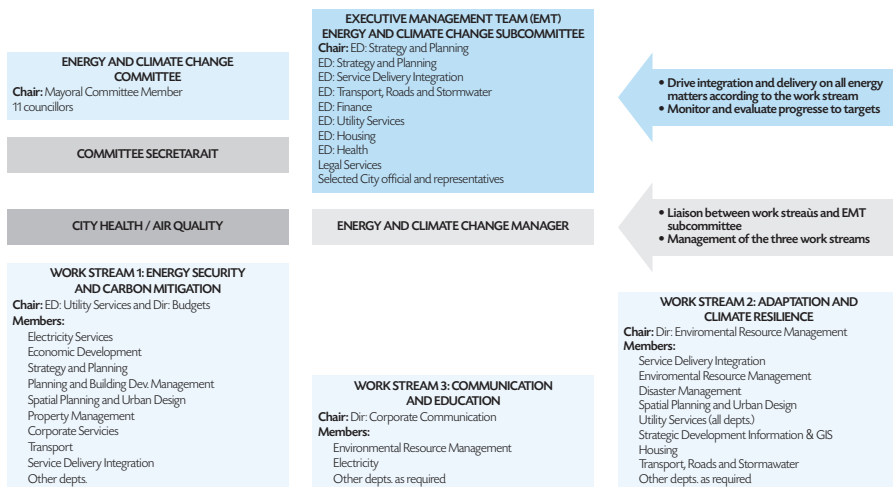 ENERGY AND CLIMATE CHANGE
COMMITTEE
Chair: Mayoral Committee Member
11 councillors
COMMITTEE SECRETARAIT
CITY HEALTH / AIR QUALITY
EXECUTIVE MANAGEMENT TEAM (EMT)
ENERGY AND CLIMATE CHANGE SUBCOMMITTEE
Chair: ED: Strategy and Planning
ED: Strategy and Planning
ED: Service Delivery Integration
ED: Transport, Roads and Stormwater
ED: Finance
ED: Utility Services
ED: Housing
ED: Health
Legal Services
Selected City official and representatives
ENERGY AND CLIMATE CHANGE MANAGER
• Drive integration and delivery on all energy
matters according to the work stream
• Monitor and evaluate progresse to targets
• Liaison between work streaùs and EMT
subcommittee
• Management of the three work streams
WORK STREAM 1: ENERGY SECURITY
AND CARBON MITIGATION
Chair: ED: Utility Services and Dir: Budgets
Members:
Electricity Services
Economic Development
Strategy and Planning
Planning and Building Dev. Management
Spatial Planning and Urban Design
Property Management
Corporate Servicies
Transport
Service Delivery Integration
Other depts.
WORK STREAM 3: COMMUNICATION
AND EDUCATION
Chair: Dir: Corporate Communication
Members:
Environmental Resource Management
Electricity
Other depts. as required
WORK STREAM 2: ADAPTATION AND
CLIMATE RESILIENCE
Chair: Dir: Enviromental Resource Management
Members:
Service Delivery Integration
Enviromental Resource Management
Disaster Management
Spatial Planning and Urban Design
Utility Services (all depts.)
Strategic Development Information & GIS
Housing
Transport, Roads and Stormawater
Other depts. as required